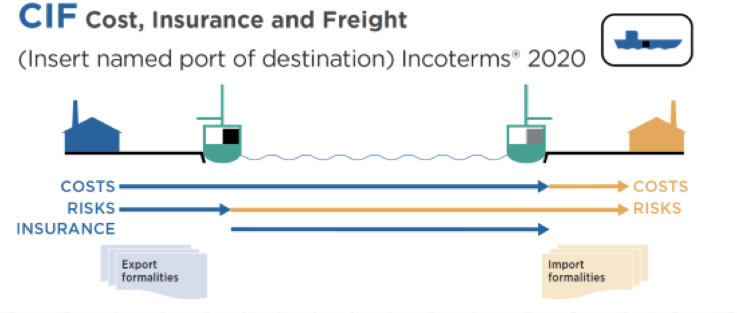 CIF Cost, Insurance and Freight
(Insert named port of destination) Incoterms® 2020
COSTS COSTS
RISKS RISKS
INSURANCE
Export
formalities
Import
formalities